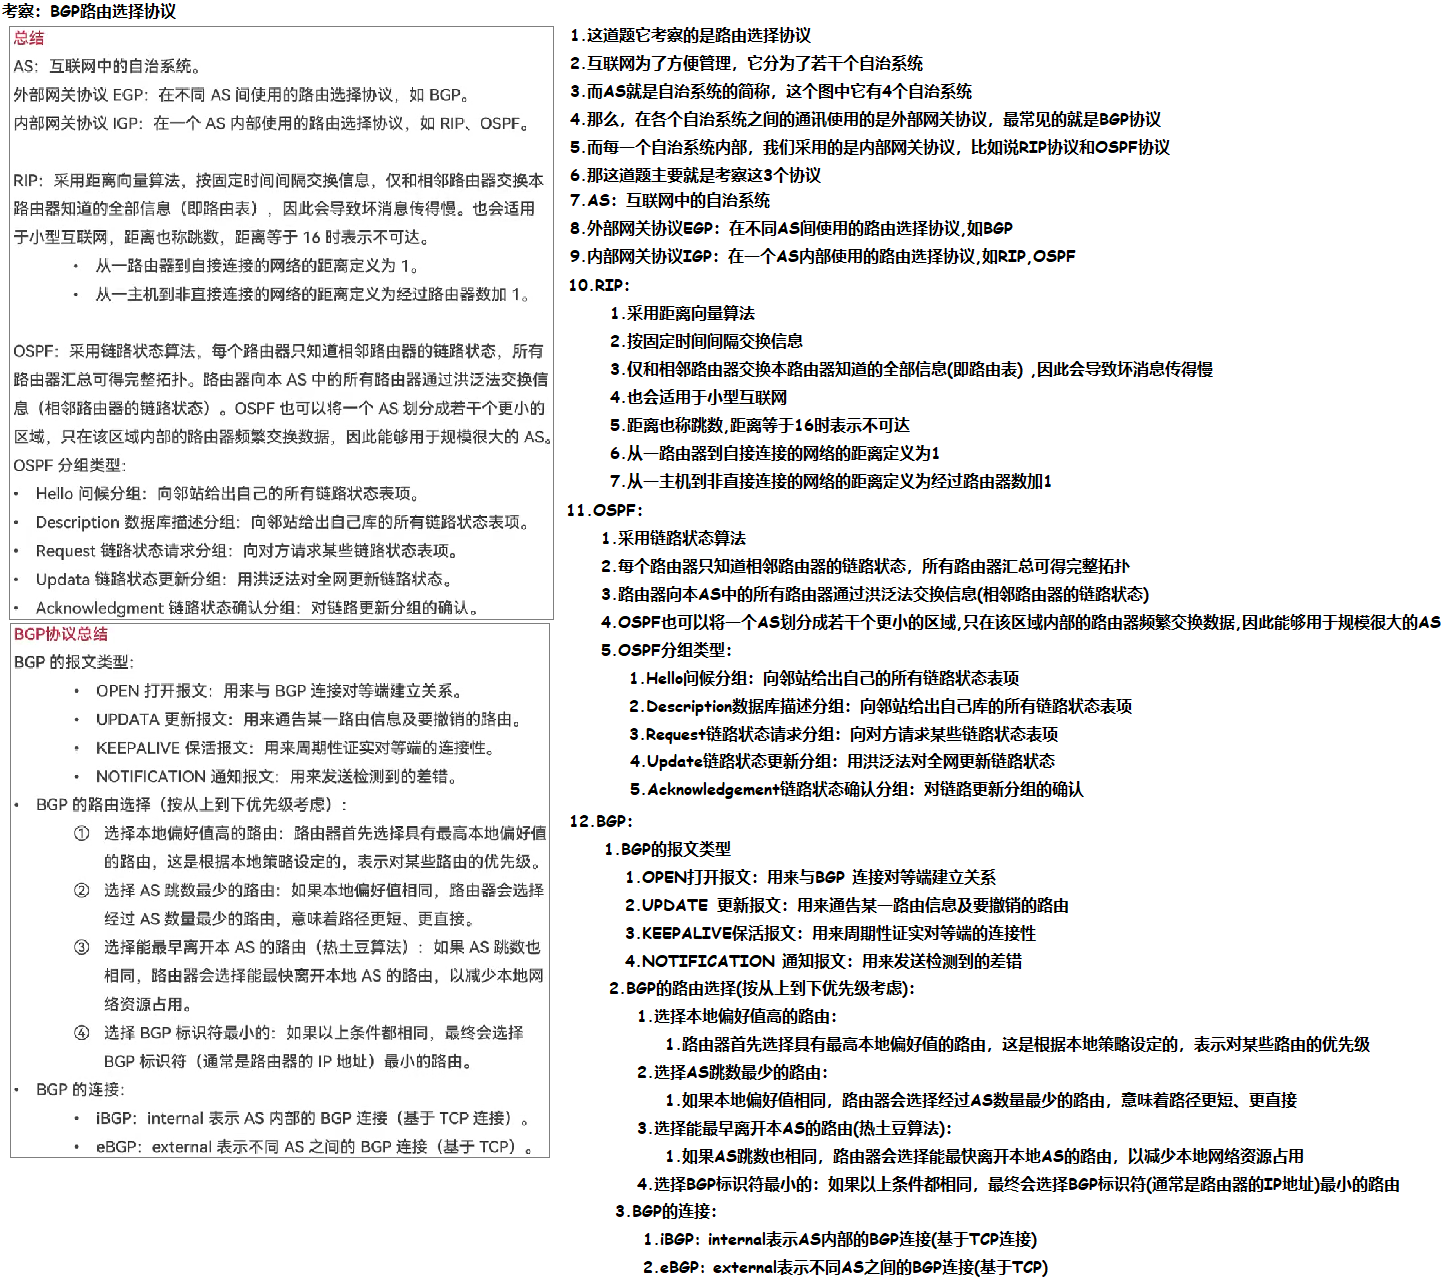 考察：BGP路由选择协议
总结
AS：互联网中的自治系统。
外部网关协议 EGP：在不同 AS 间使用的路由选择协议，如 BGP。
内部网关协议 IGP：在一个 AS 内部使用的路由选择协议，如 RIP、OSPF。
RIP：采用距离向量算法，按固定时间间隔交换信息，仅和相邻路由器交换本
路由器知道的全部信息（即路由表），因此会导致坏消息传得慢。也会适用
于小型互联网，距离也称跳数，距离等于 16 时表示不可达。
• 从一路由器到自接连接的网络的距离定义为 1。
• 从一主机到非直接连接的网络的距离定义为经过路由器数加 1。
OSPF：采用链路状态算法，每个路由器只知道相邻路由器的链路状态，所有
路由器汇总可得完整拓扑。路由器向本 AS 中的所有路由器通过洪泛法交换信
息（相邻路由器的链路状态）。OSPF 也可以将一个 AS 划分成若干个更小的
区域，只在该区域内部的路由器频繁交换数据，因此能够用于规模很大的 AS。
OSPF 分组类型：
• Hello 问候分组：向邻站给出自己的所有链路状态表项。
• Description 数据库描述分组：向邻站给出自己库的所有链路状态表项。
• Request 链路状态请求分组：向对方请求某些链路状态表项。
• Updata 链路状态更新分组：用洪泛法对全网更新链路状态。
• Acknowledgment 链路状态确认分组：对链路更新分组的确认。
BGP协议总结
BGP 的报文类型：
• OPEN 打开报文：用来与 BGP 连接对等端建立关系。
• UPDATA 更新报文：用来通告某一路由信息及要撤销的路由。
• KEEPALIVE 保活报文：用来周期性证实对等端的连接性。
• NOTIFICATION 通知报文：用来发送检测到的差错。
• BGP 的路由选择（按从上到下优先级考虑）：
① 选择本地偏好值高的路由：路由器首先选择具有最高本地偏好值
的路由，这是根据本地策略设定的，表示对某些路由的优先级。
② 选择 AS 跳数最少的路由：如果本地偏好值相同，路由器会选择
经过 AS 数量最少的路由，意味着路径更短、更直接。
③ 选择能最早离开本 AS 的路由（热土豆算法）：如果 AS 跳数也
相同，路由器会选择能最快离开本地 AS 的路由，以减少本地网
络资源占用。
④ 选择 BGP 标识符最小的：如果以上条件都相同，最终会选择
BGP 标识符（通常是路由器的 IP 地址）最小的路由。
• BGP 的连接：
• iBGP：internal 表示 AS 内部的 BGP 连接（基于 TCP 连接）。
• eBGP：external 表示不同 AS 之间的 BGP 连接（基于 TCP）。
1.这道题它考察的是路由选择协议
2.互联网为了方便管理，它分为了若干个自治系统
3.而AS就是自治系统的简称，这个图中它有4个自治系统
4.那么，在各个自治系统之间的通讯使用的是外部网关协议，最常见的就是BGP协议
5.而每一个自治系统内部，我们采用的是内部网关协议，比如说RIP协议和OSPF协议
6.那这道题主要就是考察这3个协议
7.AS：互联网中的自治系统
8.外部网关协议EGP：在不同AS间使用的路由选择协议,如BGP
9.内部网关协议IGP：在一个AS内部使用的路由选择协议,如RIP,OSPF
10.RIP：
1.采用距离向量算法
2.按固定时间间隔交换信息
3.仅和相邻路由器交换本路由器知道的全部信息(即路由表) ,因此会导致坏消息传得慢
4.也会适用于小型互联网
5.距离也称跳数,距离等于16时表示不可达
6.从一路由器到自接连接的网络的距离定义为1
7.从一主机到非直接连接的网络的距离定义为经过路由器数加1
11.OSPF：
1.采用链路状态算法
2.每个路由器只知道相邻路由器的链路状态，所有路由器汇总可得完整拓扑
3.路由器向本AS中的所有路由器通过洪泛法交换信息(相邻路由器的链路状态)
4.OSPF也可以将一个AS划分成若干个更小的区域,只在该区域内部的路由器频繁交换数据,因此能够用于规模很大的AS
5.OSPF分组类型：
1.Hello问候分组：向邻站给出自己的所有链路状态表项
2.Description数据库描述分组：向邻站给出自己库的所有链路状态表项
3.Request链路状态请求分组：向对方请求某些链路状态表项
4.Update链路状态更新分组：用洪泛法对全网更新链路状态
5.Acknowledgement链路状态确认分组：对链路更新分组的确认
12.BGP：
1.BGP的报文类型
1.OPEN打开报文：用来与BGP 连接对等端建立关系
2.UPDATE 更新报文：用来通告某一路由信息及要撤销的路由
3.KEEPALIVE保活报文：用来周期性证实对等端的连接性
4.NOTIFICATION 通知报文：用来发送检测到的差错
2.BGP的路由选择(按从上到下优先级考虑)：
1.选择本地偏好值高的路由：
1.路由器首先选择具有最高本地偏好值的路由，这是根据本地策略设定的，表示对某些路由的优先级
2.选择AS跳数最少的路由：
1.如果本地偏好值相同，路由器会选择经过AS数量最少的路由，意味着路径更短、更直接
3.选择能最早离开本AS的路由(热土豆算法)：
1.如果AS跳数也相同，路由器会选择能最快离开本地AS的路由，以减少本地网络资源占用
4.选择BGP标识符最小的：如果以上条件都相同，最终会选择BGP标识符(通常是路由器的IP地址)最小的路由
3.BGP的连接：
1.iBGP：internal表示AS内部的BGP连接(基于TCP连接)
2.eBGP：external表示不同AS之间的BGP连接(基于TCP)